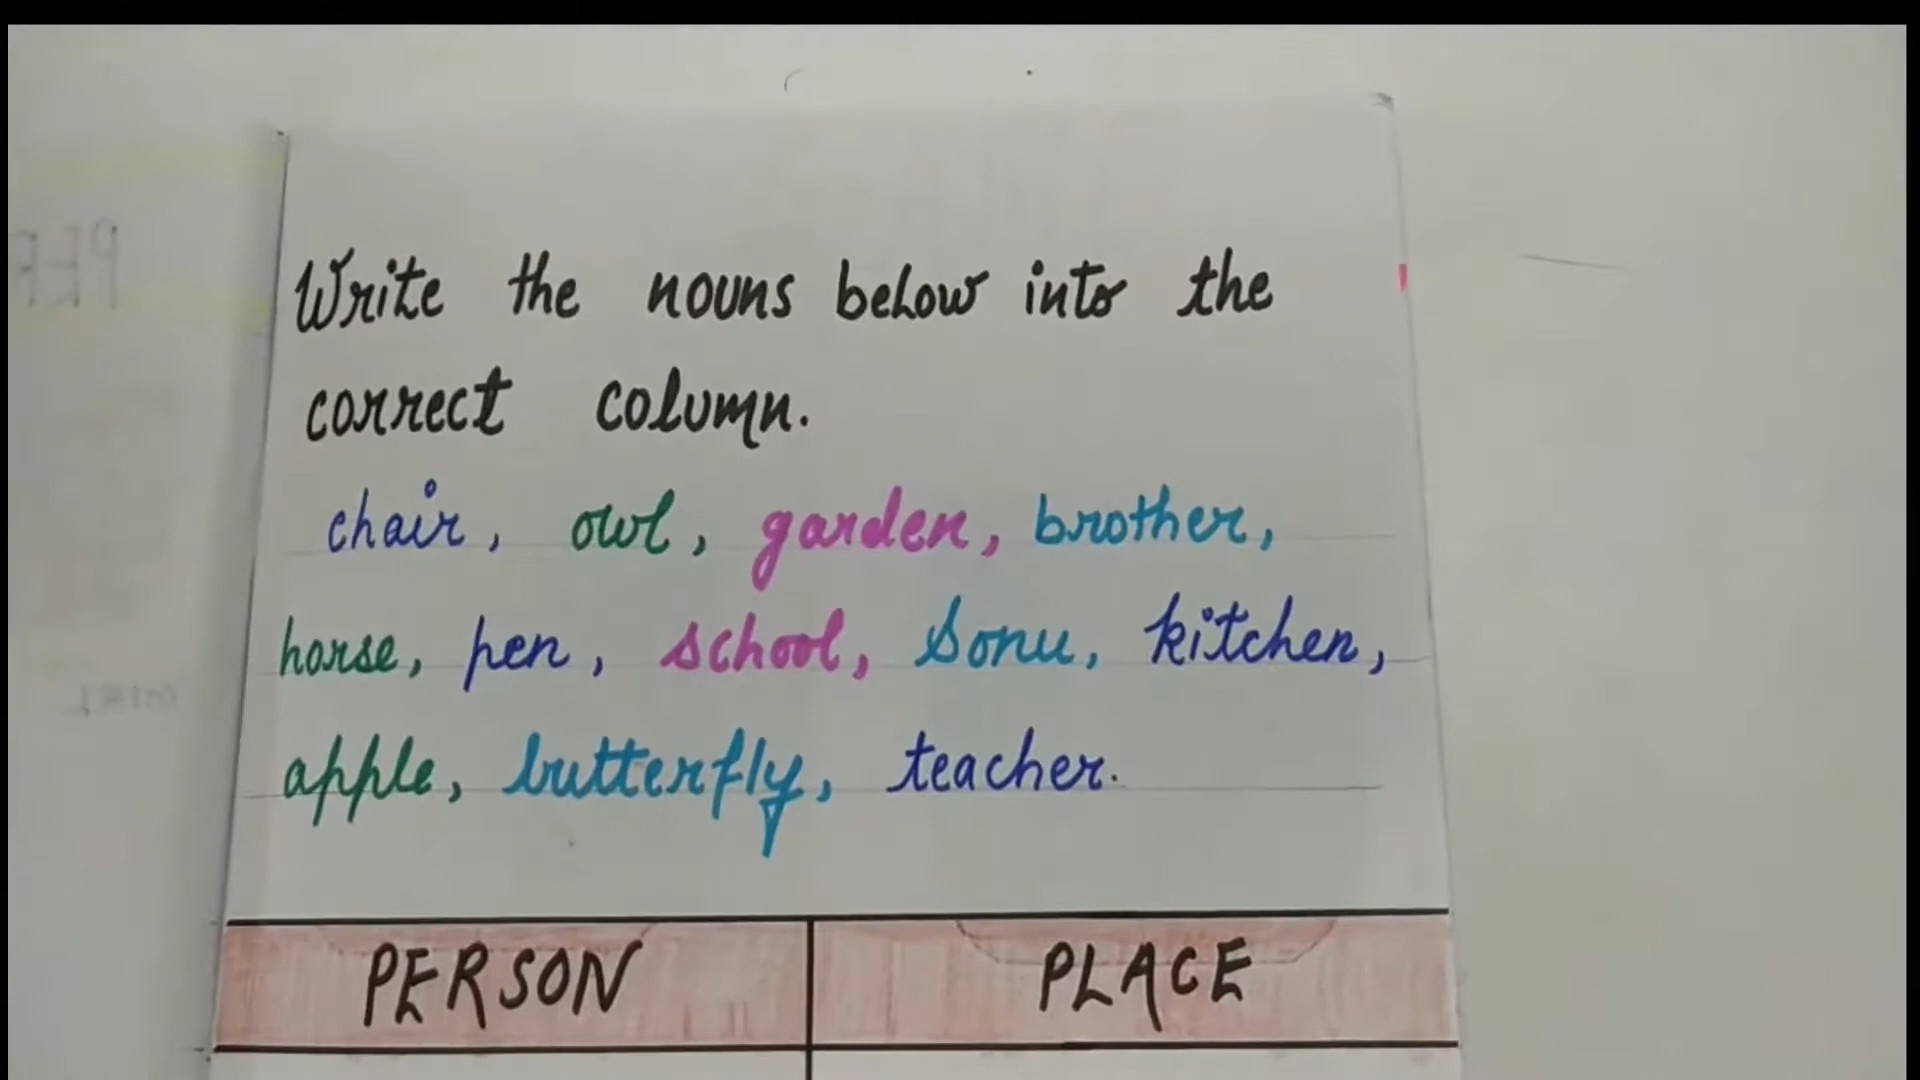 Write the nouns below into the
correct column.
chair, owl, garden, brother,
horse, pen, school, Sonu, kitchen,
apple, butterfly, teacher.
PERSON PLACE